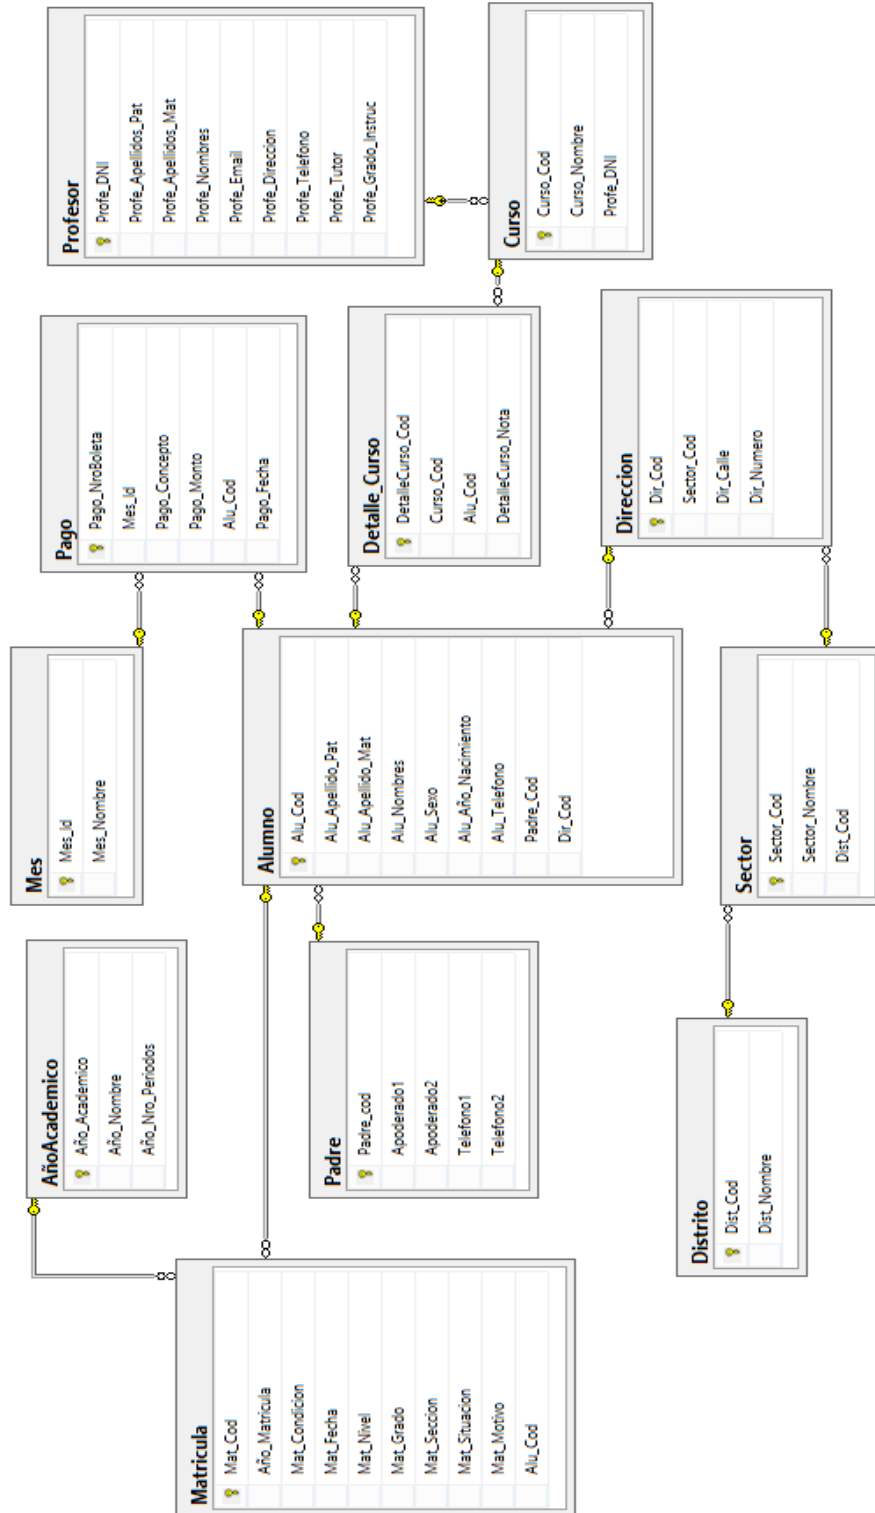 Matricula
Mat_Cod
Año_Matricula
Mat_Condicion
Mat_Fecha
Mat_Nivel
Mat_Grado
Mat_Seccion
Mat_Situacion
Mat_Motivo
Alu_Cod
AñoAcademico
Año_Academico
Año_Nombre
Año_Nro_Periodos
Padre
Padre_cod
Apoderado1
Apoderado2
Telefono1
Telefono2
Distrito
Dist_Cod
Dist_Nombre
Mes
Mes_Id
Mes_Nombre
Alumno
Alu_Cod
Alu_Apellido_Pat
Alu_Apellido_Mat
Alu_Nombres
Alu_Sexo
Alu_Año_Nacimiento
Alu_Telefono
Padre_Cod
Dir_Cod
Sector
Sector_Cod
Sector_Nombre
Dist_Cod
Pago
Pago_NroBoleta
Mes_Id
Pago_Concepto
Pago_Monto
Alu_Cod
Pago_Fecha
Detalle_Curso
DetalleCurso_Cod
Curso_Cod
Alu_Cod
DetalleCurso_Nota
Direccion
Dir_Cod
Sector_Cod
Dir_Calle
Dir_Numero
Profesor
Profe_DNI
Profe_Apellidos_Pat
Profe_Apellidos_Mat
Profe_Nombres
Profe_Email
Profe_Direccion
Profe_Telefono
Profe_Tutor
Profe_Grado_Instruc
Curso
Curso_Cod
Curso_Nombre
Profe_DNI